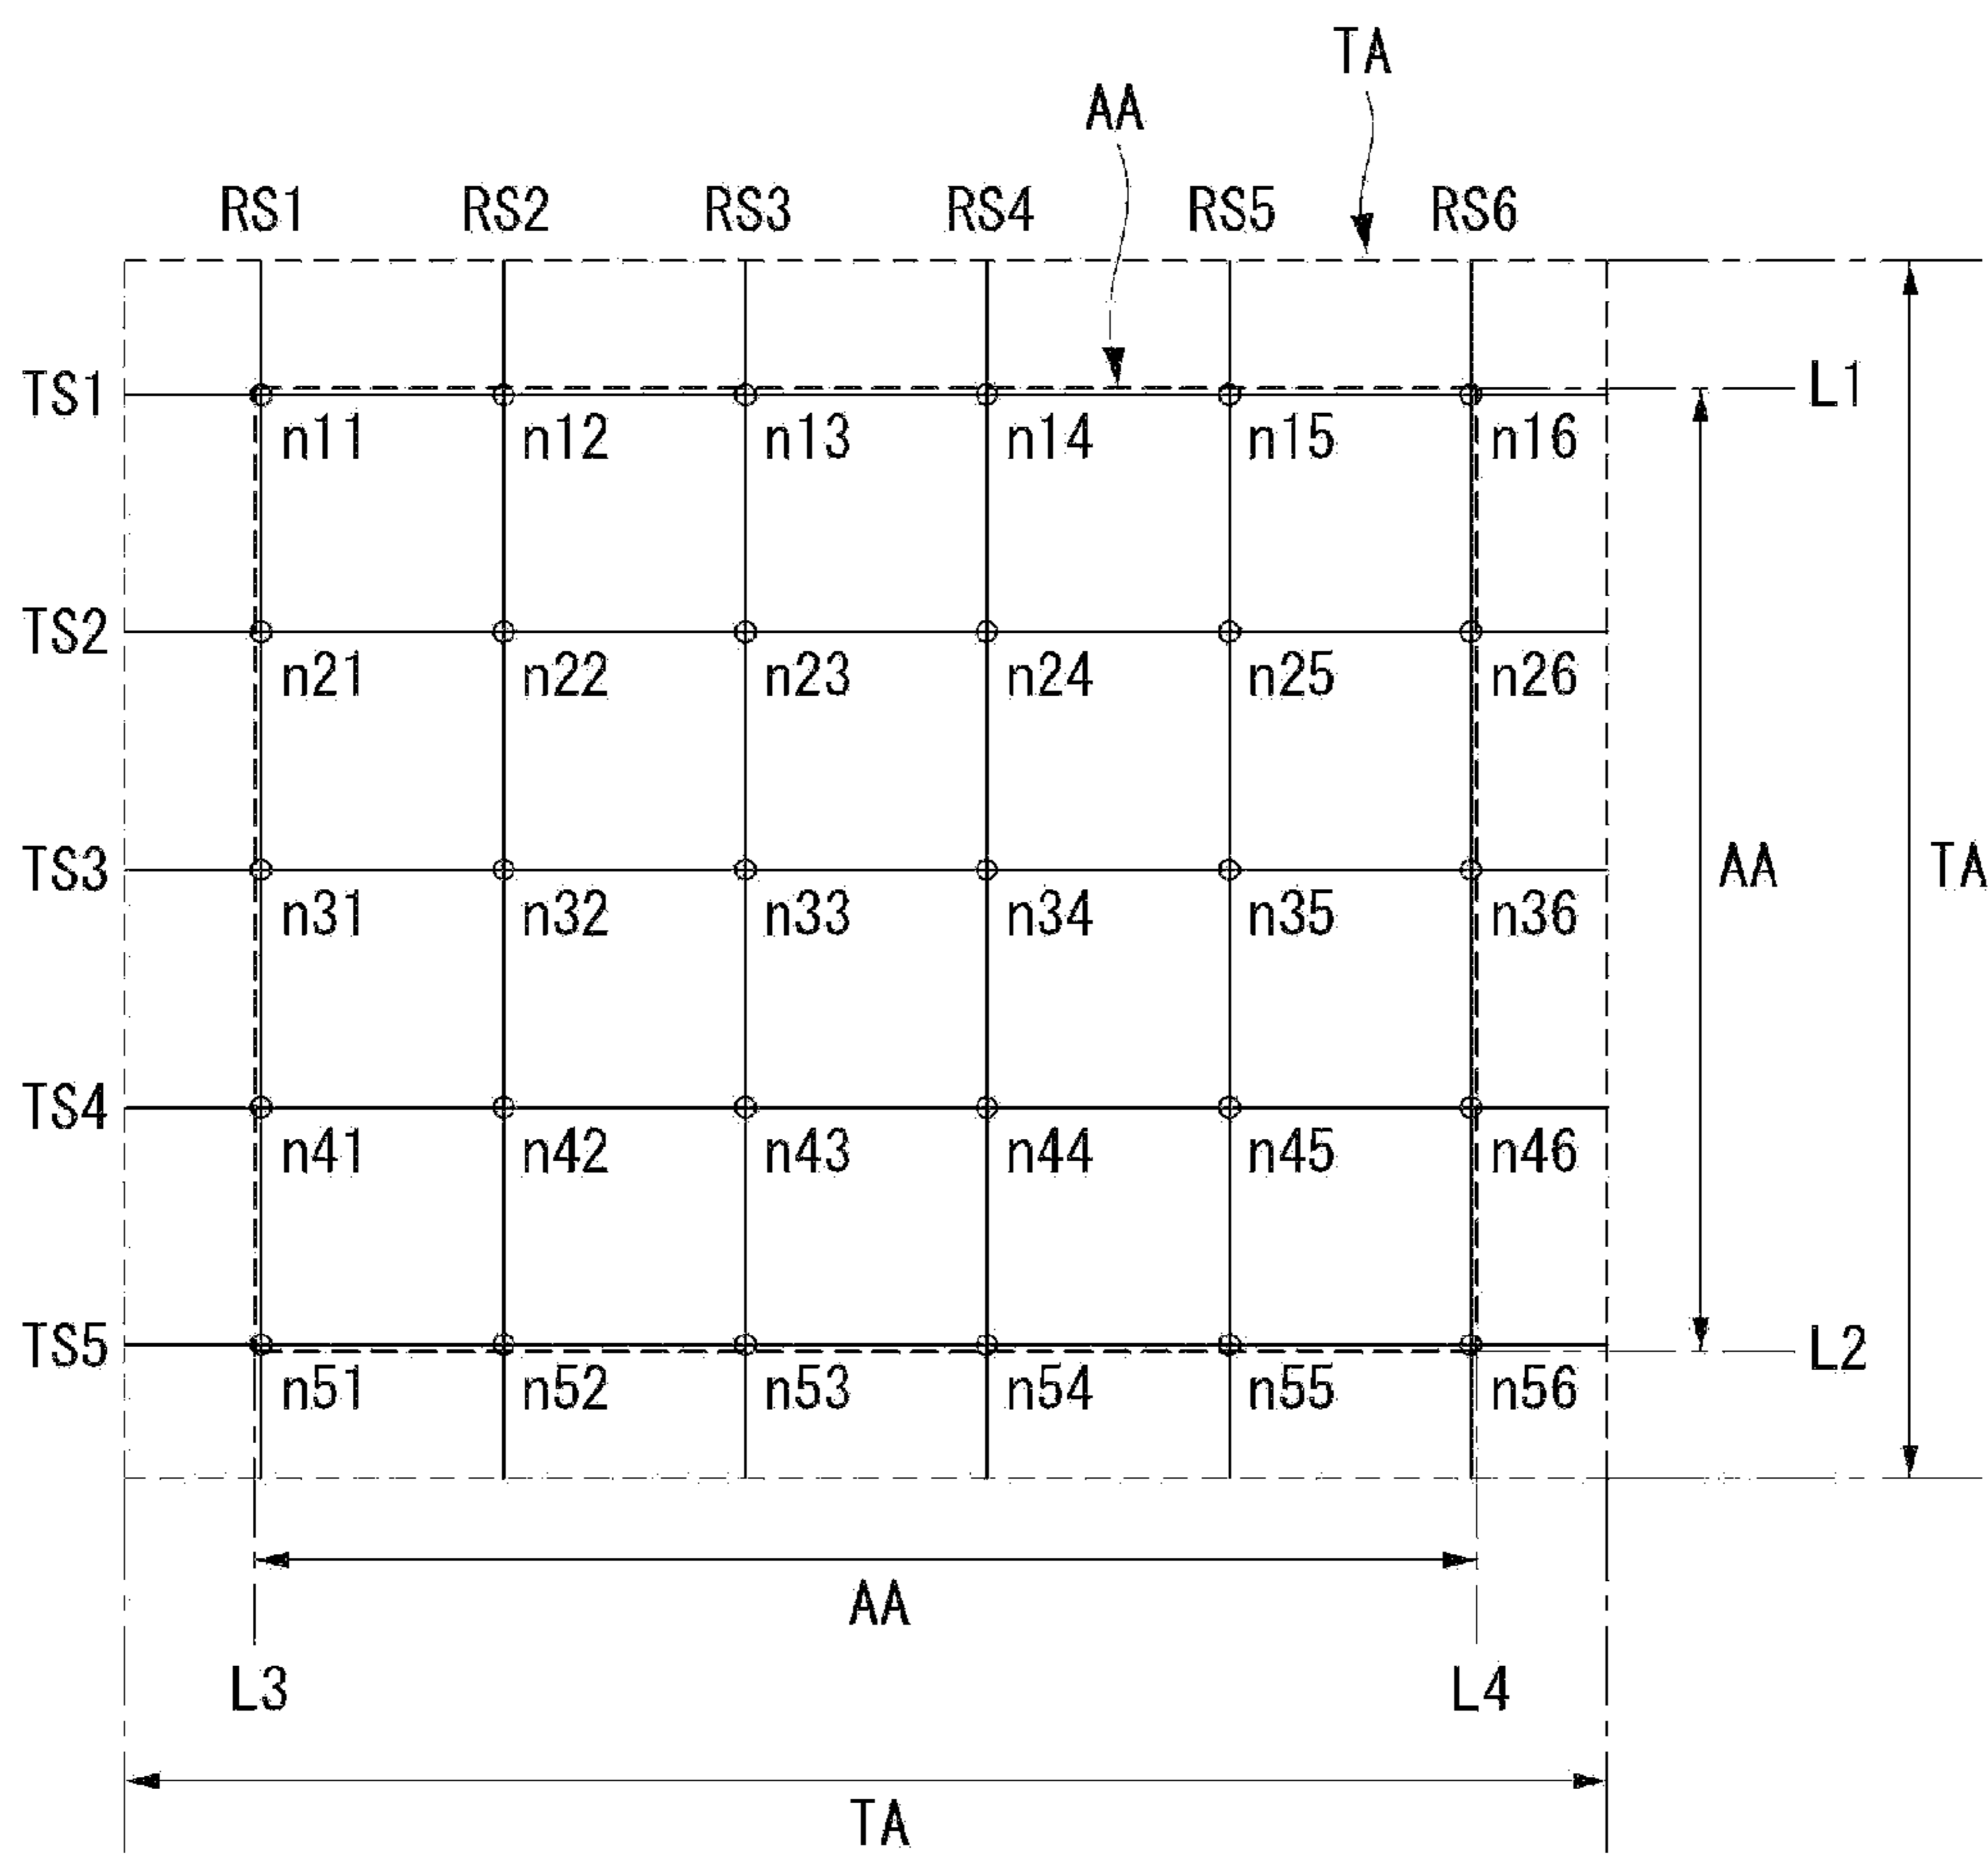 TA
AA
RS1 RS2 RS3 RS4 RS5 RS6
TS1 L1
n11 n12 n13 n14 n15 n16
TS2
n21 n22 n23 n24 n25 n26
TS3 AA TA
n31 n32 n33 n34 n35 n36
TS4
n41 n42 n43 n44 n45 n46
TS5 L2
n51 n52 n53 n54 n55 n56
AA
L3 L4
TA